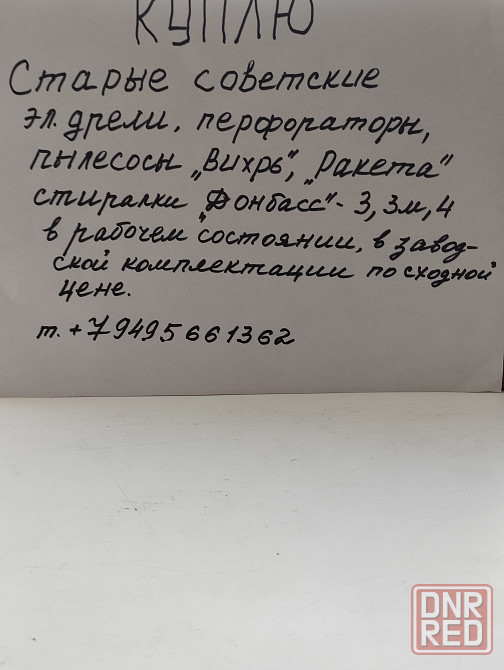 КУПЛЮ
Старые советские
эл. дрели, перфораторы,
пылесосы „Вихрь", „Ракета"
стиралки „Донбасс"- 3, 3м, 4
в рабочем состоянии, в завод-
ской комплектации по сходной
цене.
т. +79495661362
DNR
RED